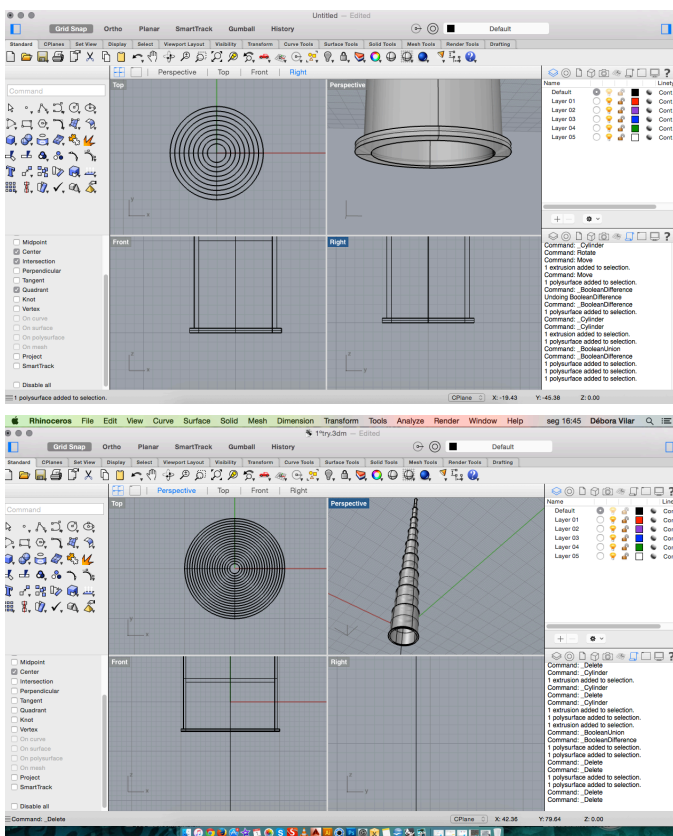 Untitled — Edited
Grid Snap Ortho Planar SmartTrack Gumball History Default
Standard CPlanes Set View Display Select Viewport Layout Visibility Transform Curve Tools Surface Tools Solid Tools Mesh Tools Render Tools Drafting
Perspective Top Front Right
Command
Top
Perspective
Front
Right
Name Linety
Default Cont
Layer 01 Cont
Layer 02 Cont
Layer 03 Cont
Layer 04 Cont
Layer 05 Cont
Midpoint
Center
Intersection
Perpendicular
Tangent
Quadrant
Knot
Vertex
On curve
On surface
On polysurface
On mesh
Project
SmartTrack
Disable all
Command: _Cylinder
Command: Rotate
Command: Move
1 extrusion added to selection.
Command: Move
1 polysurface added to selection.
Command: _BooleanDifference
Undoing BooleanDifference
Command: _BooleanDifference
1 polysurface added to selection.
Command: _Cylinder
Command: _Cylinder
1 extrusion added to selection.
1 polysurface added to selection.
Command: _BooleanUnion
Command: _BooleanDifference
1 polysurface added to selection.
1 polysurface added to selection.
1 polysurface added to selection.
1 polysurface added to selection. CPlane X: -19.43 Y: -45.38 Z: 0.00
Rhinoceros File Edit View Curve Surface Solid Mesh Dimension Transform Tools Analyze Render Window Help seg 16:45 Débora Vilar
1ºtry.3dm — Edited
Grid Snap Ortho Planar SmartTrack Gumball History Default
Standard CPlanes Set View Display Select Viewport Layout Visibility Transform Curve Tools Surface Tools Solid Tools Mesh Tools Render Tools Drafting
Perspective Top Front Right
Command
Top
Perspective
Front
Right
Name Line
Default Cor
Layer 01 Cor
Layer 02 Cor
Layer 03 Cor
Layer 04 Cor
Layer 05 Cor
Midpoint
Center
Intersection
Perpendicular
Tangent
Quadrant
Knot
Vertex
On curve
On surface
On polysurface
On mesh
Project
SmartTrack
Disable all
Command: _Delete
Command: _Cylinder
1 extrusion added to selection.
Command: _Cylinder
Command: _Delete
Command: _Cylinder
1 extrusion added to selection.
1 polysurface added to selection.
1 polysurface added to selection.
Command: _BooleanUnion
Command: _BooleanDifference
1 polysurface added to selection.
1 polysurface added to selection.
Command: _Delete
Command: _Delete
1 polysurface added to selection.
1 polysurface added to selection.
Command: _Delete
Command: _Delete
Command: _Delete CPlane X: 42.36 Y: 79.64 Z: 0.00